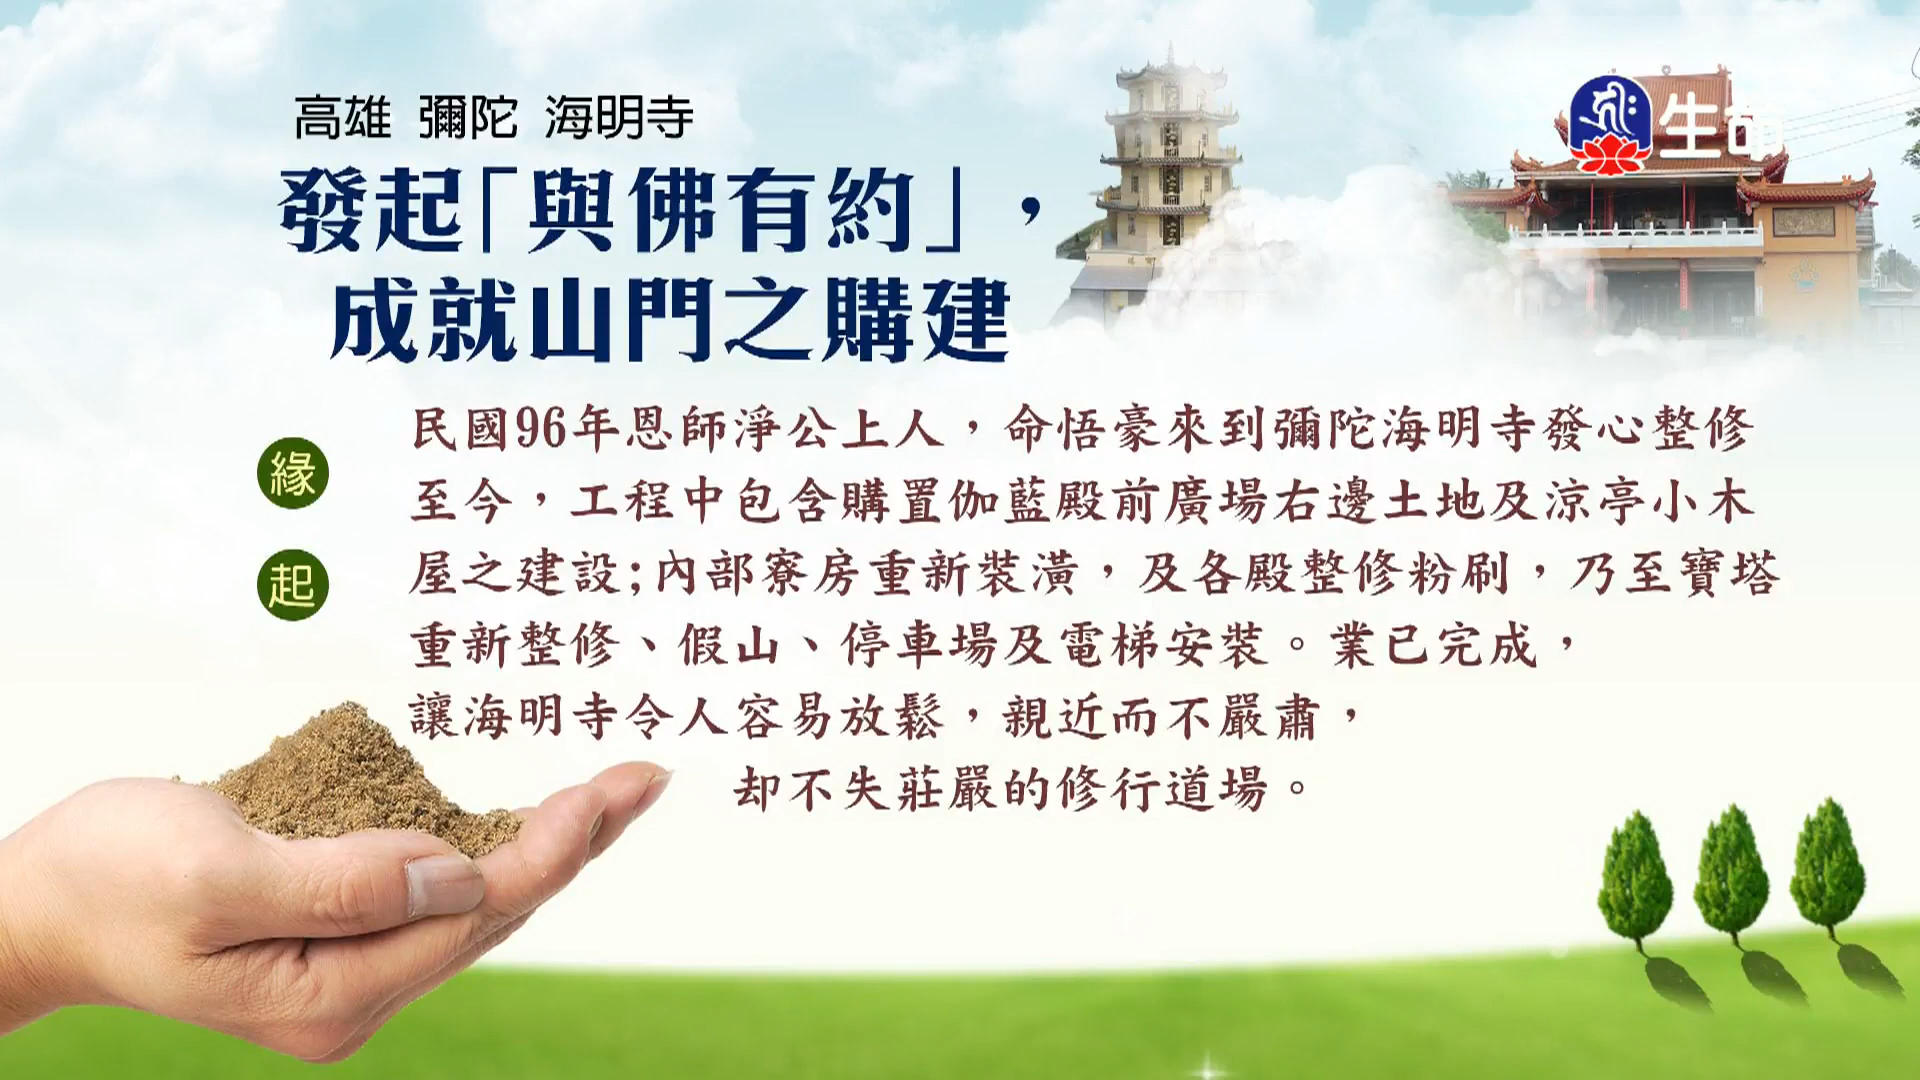 生命
高雄 彌陀 海明寺
發起「與佛有約」，
成就山門之購建
緣起
民國96年恩師淨公上人，命悟豪來到彌陀海明寺發心整修
至今，工程中包含購置伽藍殿前廣場右邊土地及涼亭小木
屋之建設;內部寮房重新裝潢，及各殿整修粉刷，乃至寶塔
重新整修、假山、停車場及電梯安裝。業已完成，
讓海明寺令人容易放鬆，親近而不嚴肅，
却不失莊嚴的修行道場。